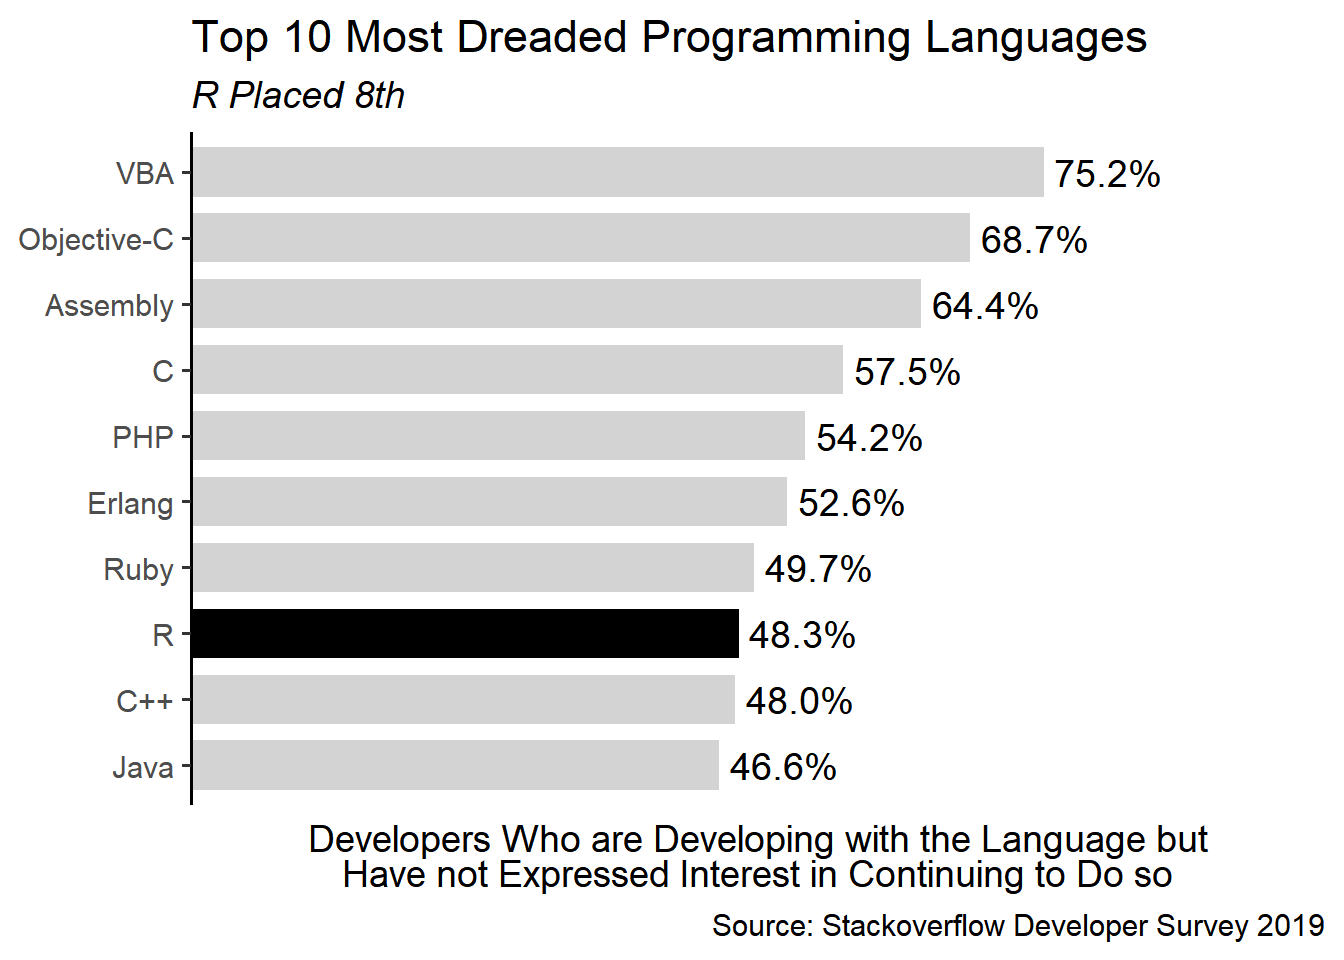 Top 10 Most Dreaded Programming Languages
R Placed 8th
VBA 75.2%
Objective-C 68.7%
Assembly 64.4%
C 57.5%
PHP 54.2%
Erlang 52.6%
Ruby 49.7%
R 48.3%
C++ 48.0%
Java 46.6%
Developers Who are Developing with the Language but
Have not Expressed Interest in Continuing to Do so
Source: Stackoverflow Developer Survey 2019